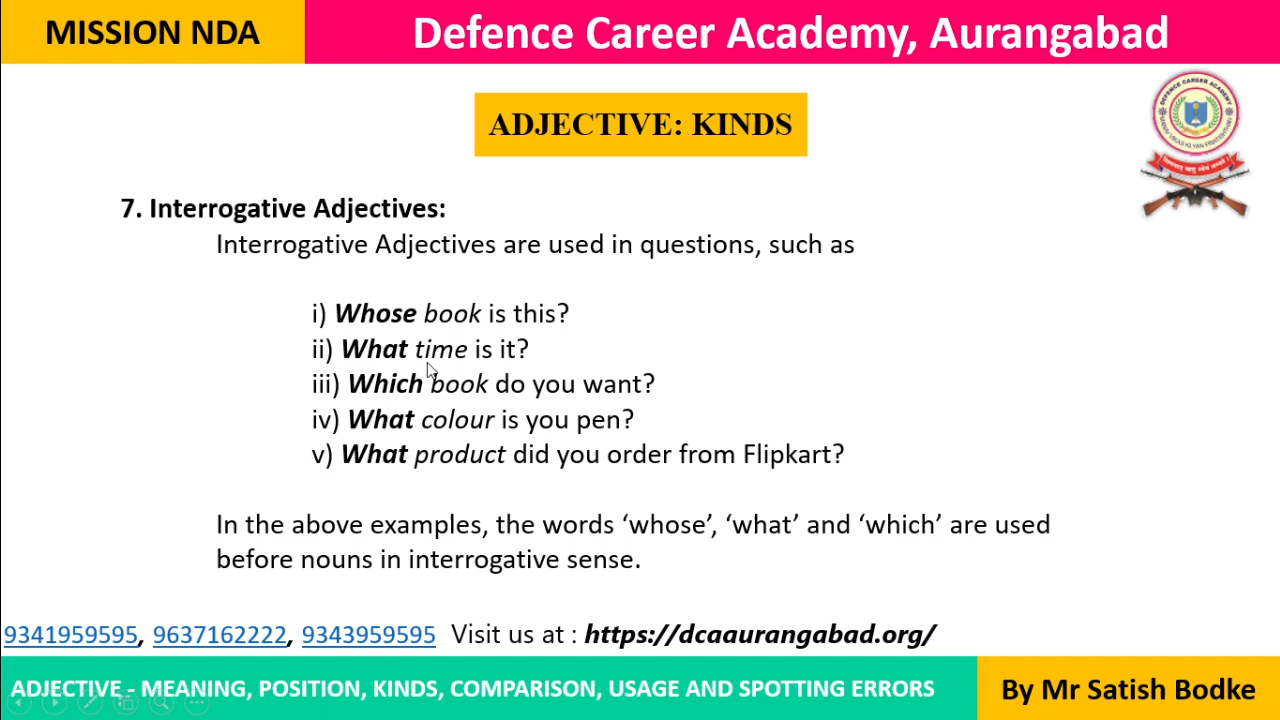 MISSION NDA
Defence Career Academy, Aurangabad
DEFENCE CAREER ACADEMY
ADJECTIVE: KINDS
7. Interrogative Adjectives:
Interrogative Adjectives are used in questions, such as
i) Whose book is this?
ii) What time is it?
iii) Which book do you want?
iv) What colour is you pen?
v) What product did you order from Flipkart?
In the above examples, the words ‘whose’, ‘what’ and ‘which’ are used
before nouns in interrogative sense.
9341959595, 9637162222, 9343959595 Visit us at : https://dcaaurangabad.org/
ADJECTIVE - MEANING, POSITION, KINDS, COMPARISON, USAGE AND SPOTTING ERRORS
By Mr Satish Bodke